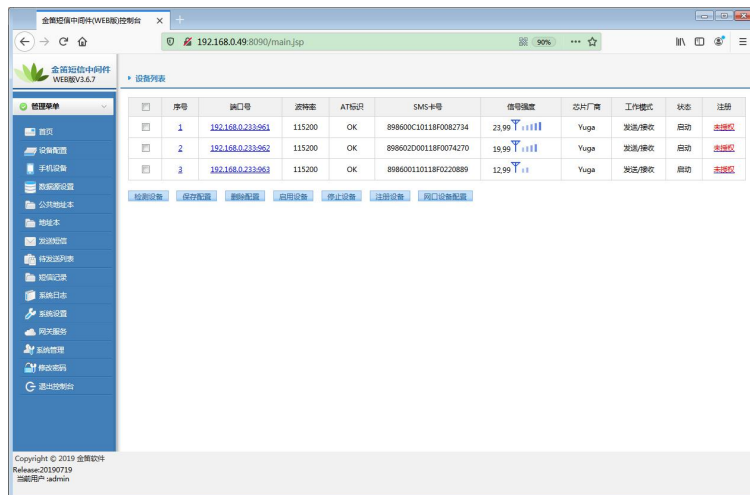 金笛短信中间件(WEB版)控制台
192.168.0.49:8090/main.jsp
90%
金笛短信中间件
WEB版V3.6.7
设备列表
管理菜单
首页
设备配置
手机设备
数据源设置
公共地址本
地址本
发送短信
待发送列表
短信记录
系统日志
系统设置
网关服务
系统管理
修改密码
退出控制台
序号 端口号 波特率 AT标识 SMS卡号 信号强度 芯片厂商 工作模式 状态 注册
1 192.168.0.233:961 115200 OK 898600C10118F0082734 23,99 Yuga 发送/接收 启动 未授权
2 192.168.0.233:962 115200 OK 898602D00118F0074270 19,99 Yuga 发送/接收 启动 未授权
3 192.168.0.233:963 115200 OK 898600110118F0220889 12,99 Yuga 发送/接收 启动 未授权
检测设备 保存配置 删除配置 启用设备 停止设备 注册设备 网口设备配置
Copyright © 2019 金笛软件
Release:20190719
当前用户 :admin